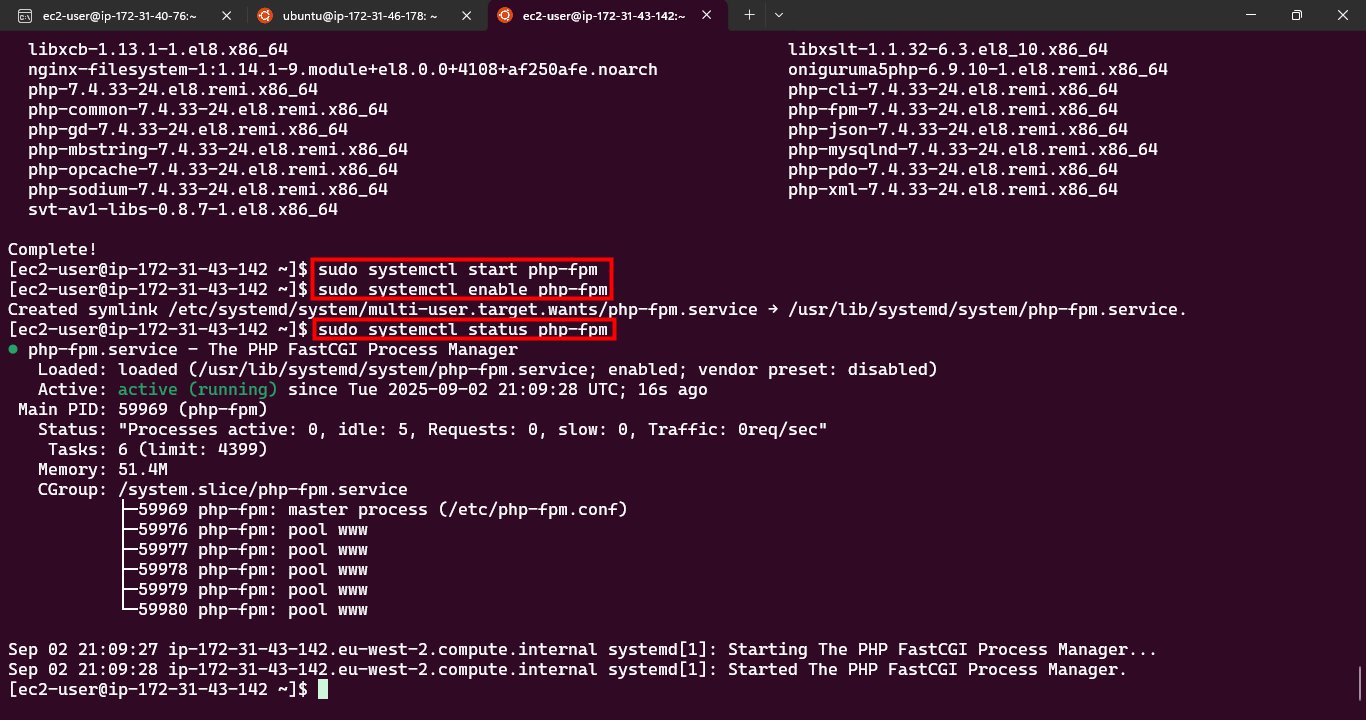 ec2-user@ip-172-31-40-76:~
ubuntu@ip-172-31-46-178: ~
ec2-user@ip-172-31-43-142:~
libxcb-1.13.1-1.el8.x86_64 libxslt-1.1.32-6.3.el8_10.x86_64
nginx-filesystem-1:1.14.1-9.module+el8.0.0+4108+af250afe.noarch oniguruma5php-6.9.10-1.el8.remi.x86_64
php-7.4.33-24.el8.remi.x86_64 php-cli-7.4.33-24.el8.remi.x86_64
php-common-7.4.33-24.el8.remi.x86_64 php-fpm-7.4.33-24.el8.remi.x86_64
php-gd-7.4.33-24.el8.remi.x86_64 php-json-7.4.33-24.el8.remi.x86_64
php-mbstring-7.4.33-24.el8.remi.x86_64 php-mysqlnd-7.4.33-24.el8.remi.x86_64
php-opcache-7.4.33-24.el8.remi.x86_64 php-pdo-7.4.33-24.el8.remi.x86_64
php-sodium-7.4.33-24.el8.remi.x86_64 php-xml-7.4.33-24.el8.remi.x86_64
svt-av1-libs-0.8.7-1.el8.x86_64
Complete!
[ec2-user@ip-172-31-43-142 ~]$ sudo systemctl start php-fpm
[ec2-user@ip-172-31-43-142 ~]$ sudo systemctl enable php-fpm
Created symlink /etc/systemd/system/multi-user.target.wants/php-fpm.service → /usr/lib/systemd/system/php-fpm.service.
[ec2-user@ip-172-31-43-142 ~]$ sudo systemctl status php-fpm
● php-fpm.service - The PHP FastCGI Process Manager
Loaded: loaded (/usr/lib/systemd/system/php-fpm.service; enabled; vendor preset: disabled)
Active: active (running) since Tue 2025-09-02 21:09:28 UTC; 16s ago
Main PID: 59969 (php-fpm)
Status: "Processes active: 0, idle: 5, Requests: 0, slow: 0, Traffic: 0req/sec"
Tasks: 6 (limit: 4399)
Memory: 51.4M
CGroup: /system.slice/php-fpm.service
├─59969 php-fpm: master process (/etc/php-fpm.conf)
├─59976 php-fpm: pool www
├─59977 php-fpm: pool www
├─59978 php-fpm: pool www
├─59979 php-fpm: pool www
└─59980 php-fpm: pool www
Sep 02 21:09:27 ip-172-31-43-142.eu-west-2.compute.internal systemd[1]: Starting The PHP FastCGI Process Manager...
Sep 02 21:09:28 ip-172-31-43-142.eu-west-2.compute.internal systemd[1]: Started The PHP FastCGI Process Manager.
[ec2-user@ip-172-31-43-142 ~]$